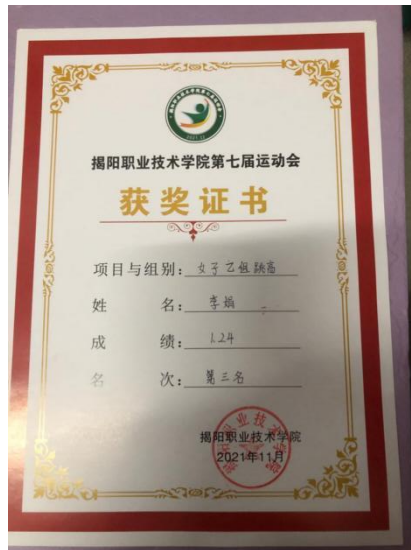 揭阳职业技术学院第七届运动会
获奖证书
项目与组别：女子乙组跳高
姓名：李娟
成绩：1.24
名次：第三名
揭阳职业技术学院
2021年11月